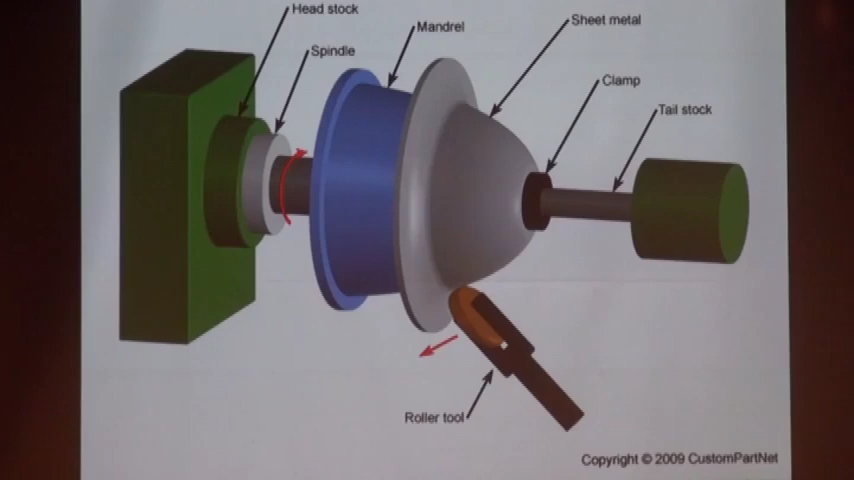 Head stock
Mandrel
Sheet metal
Spindle
Clamp
Tail stock
Roller tool
Copyright © 2009 CustomPartNet